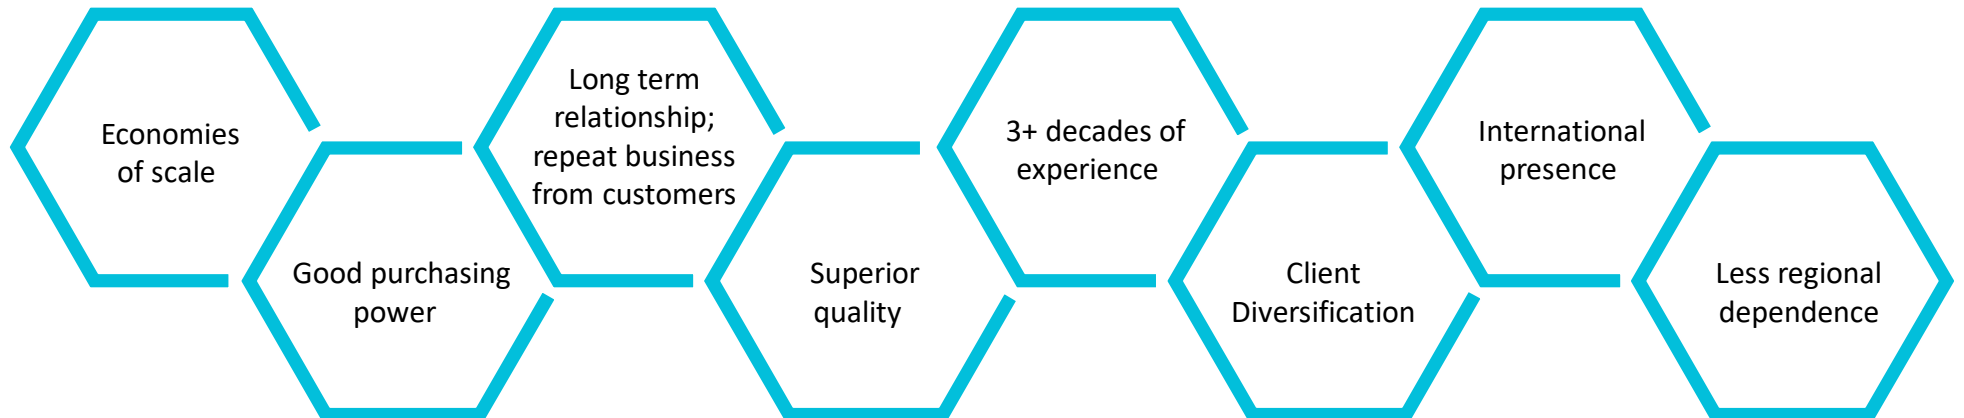 Economies
of scale
Good purchasing
power
Long term
relationship;
repeat business
from customers
Superior
quality
3+ decades of
experience
Client
Diversification
International
presence
Less regional
dependence